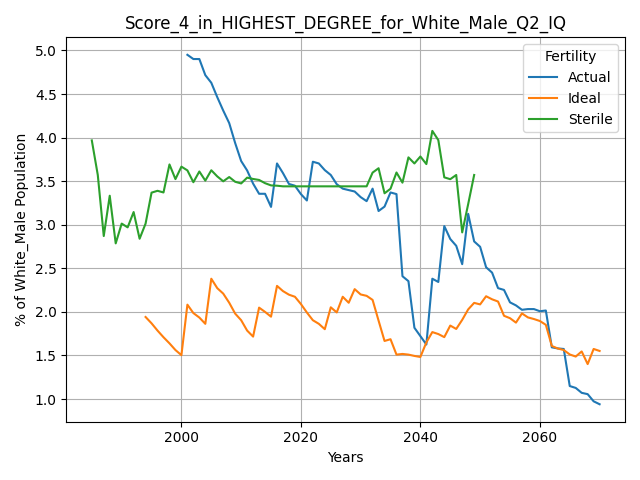 Score_4_in_HIGHEST_DEGREE_for_White_Male_Q2_IQ
Fertility
Actual
Ideal
Sterile
% of White_Male Population
5.0
4.5
4.0
3.5
3.0
2.5
2.0
1.5
1.0
2000
2020
2040
2060
Years